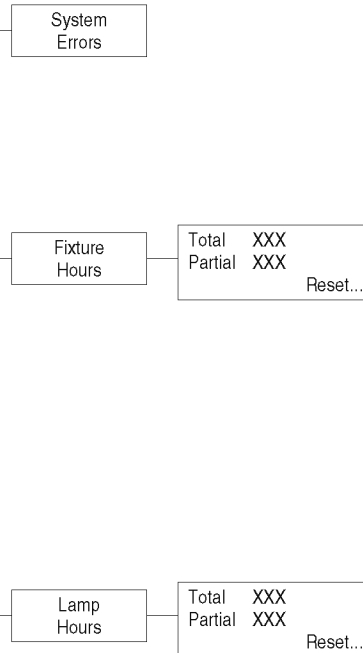 System
Errors
Fixture
Hours
Total XXX
Partial XXX
Reset...
Lamp
Hours
Total XXX
Partial XXX
Reset...